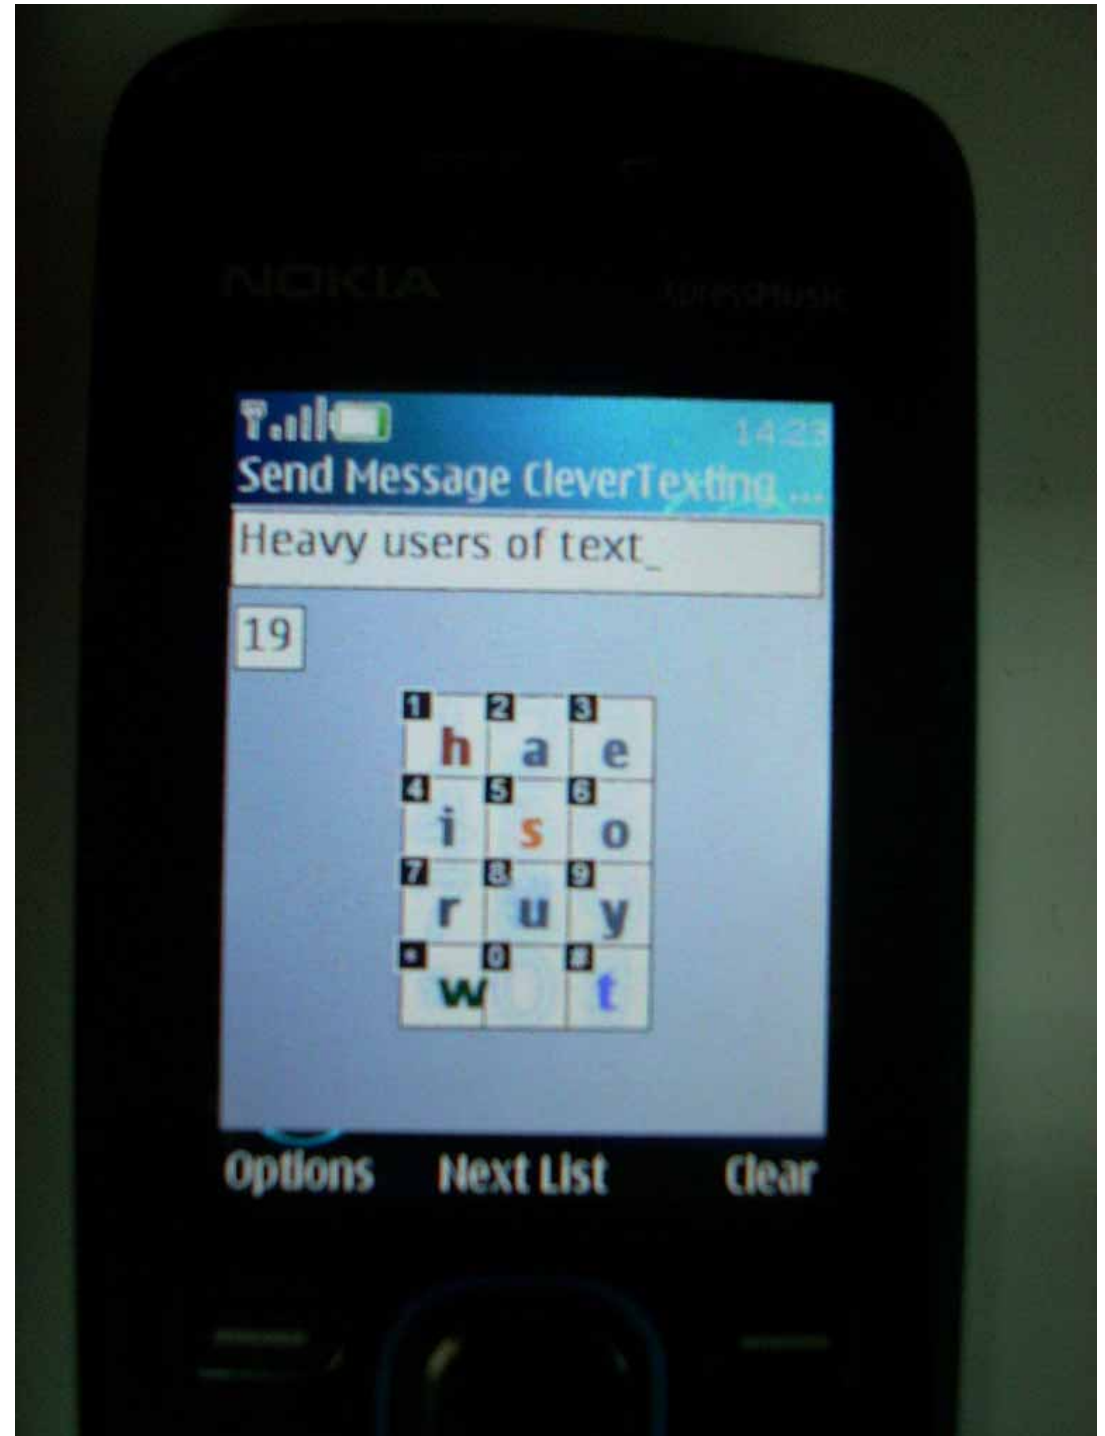 NOKIA XpressMusic
14:23
Send Message CleverTexting ...
Heavy users of text_
19
1 2 3
h a e
4 5 6
i s o
7 8 9
r u y
* 0 #
w t
Options Next List Clear